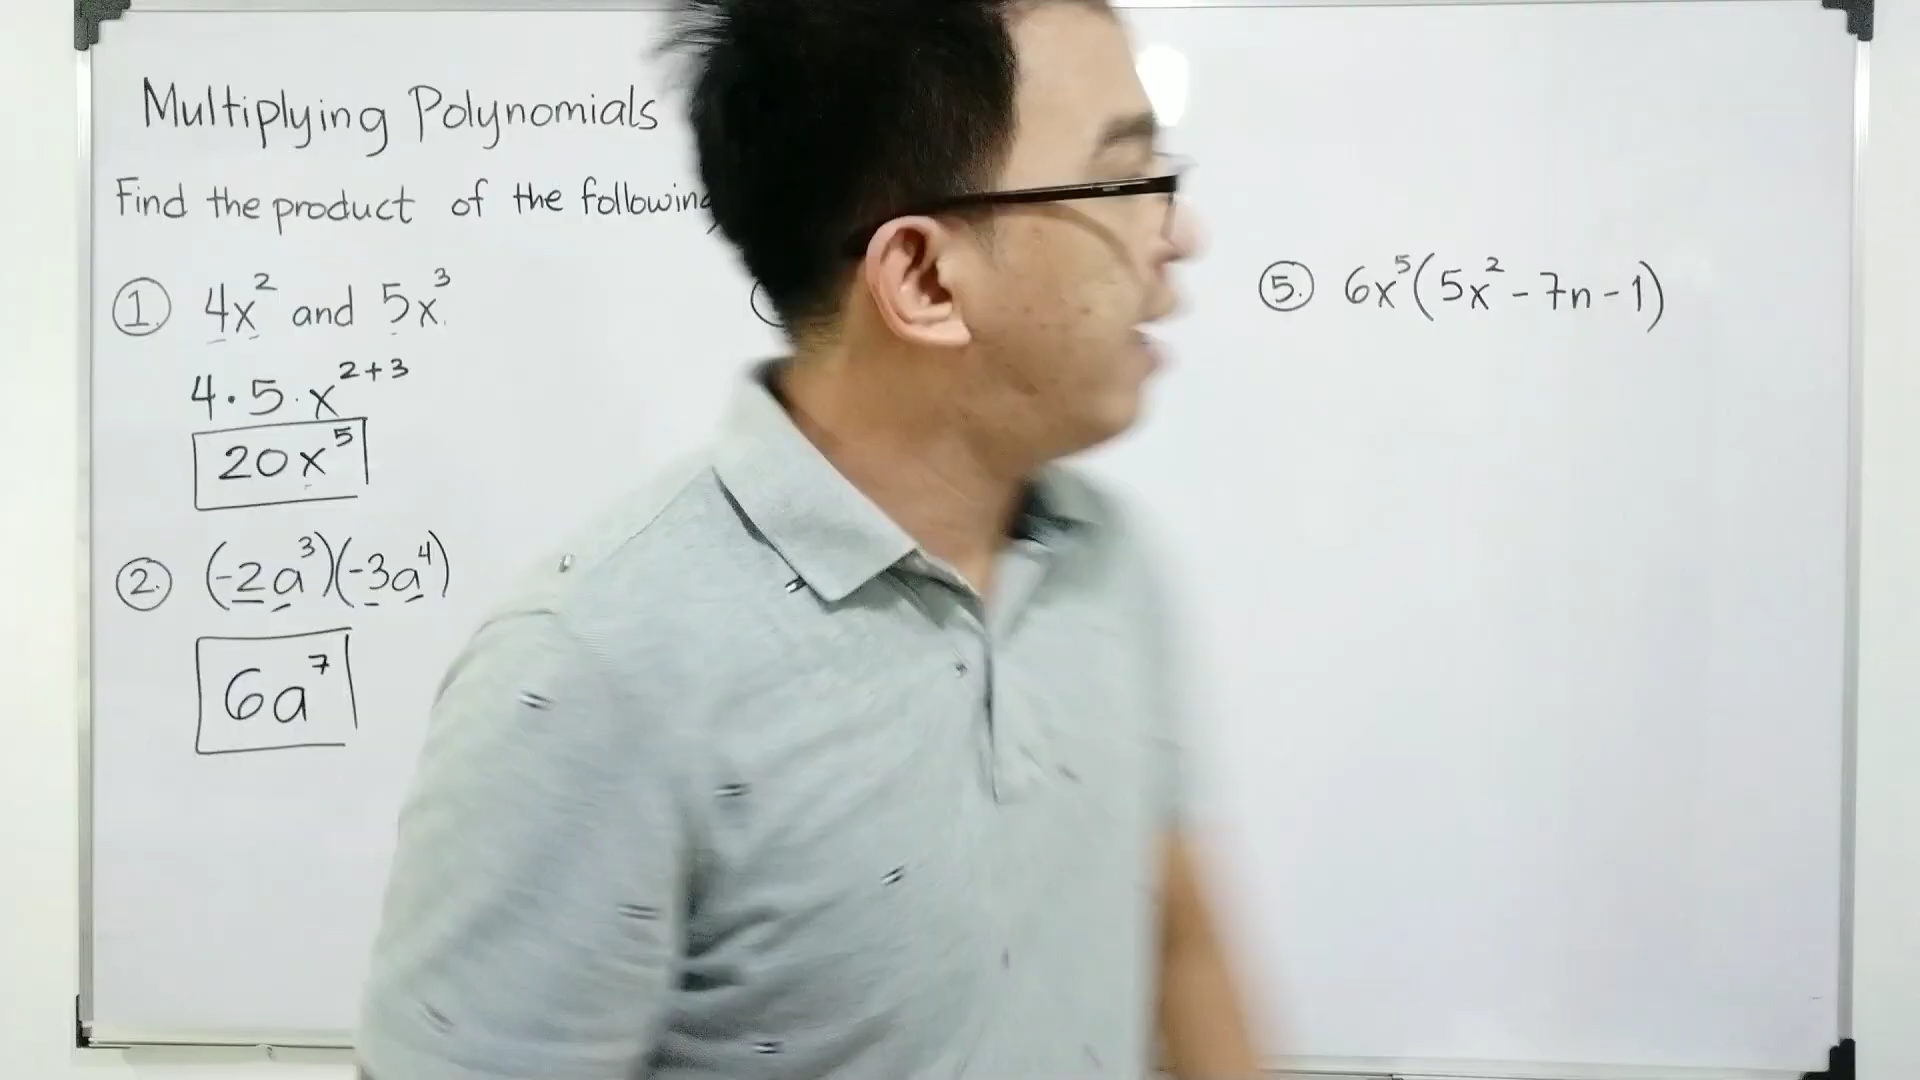 Multiplying Polynomials
Find the product of the following
1. 4x² and 5x³
4 · 5 · x²⁺³
20x⁵
2. (-2a³)(-3a⁴)
6a⁷
5. 6x⁵(5x² - 7n - 1)